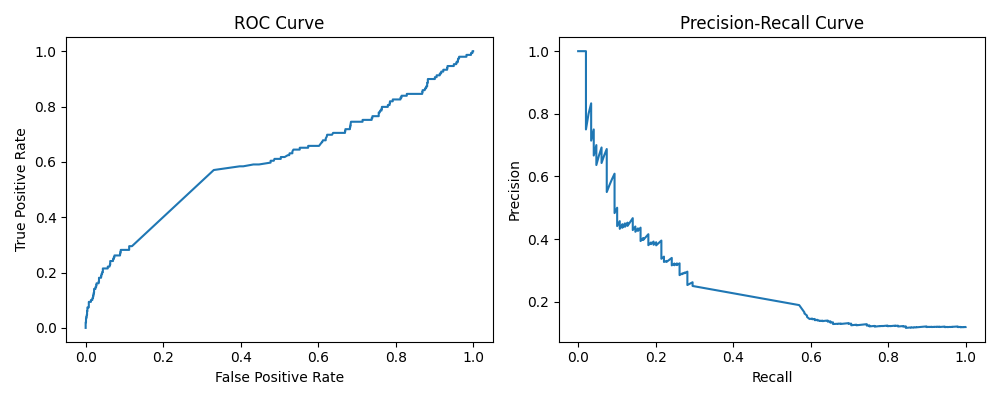 ROC Curve
True Positive Rate
1.0
0.8
0.6
0.4
0.2
0.0
0.0 0.2 0.4 0.6 0.8 1.0
False Positive Rate
Precision-Recall Curve
Precision
1.0
0.8
0.6
0.4
0.2
0.0 0.2 0.4 0.6 0.8 1.0
Recall